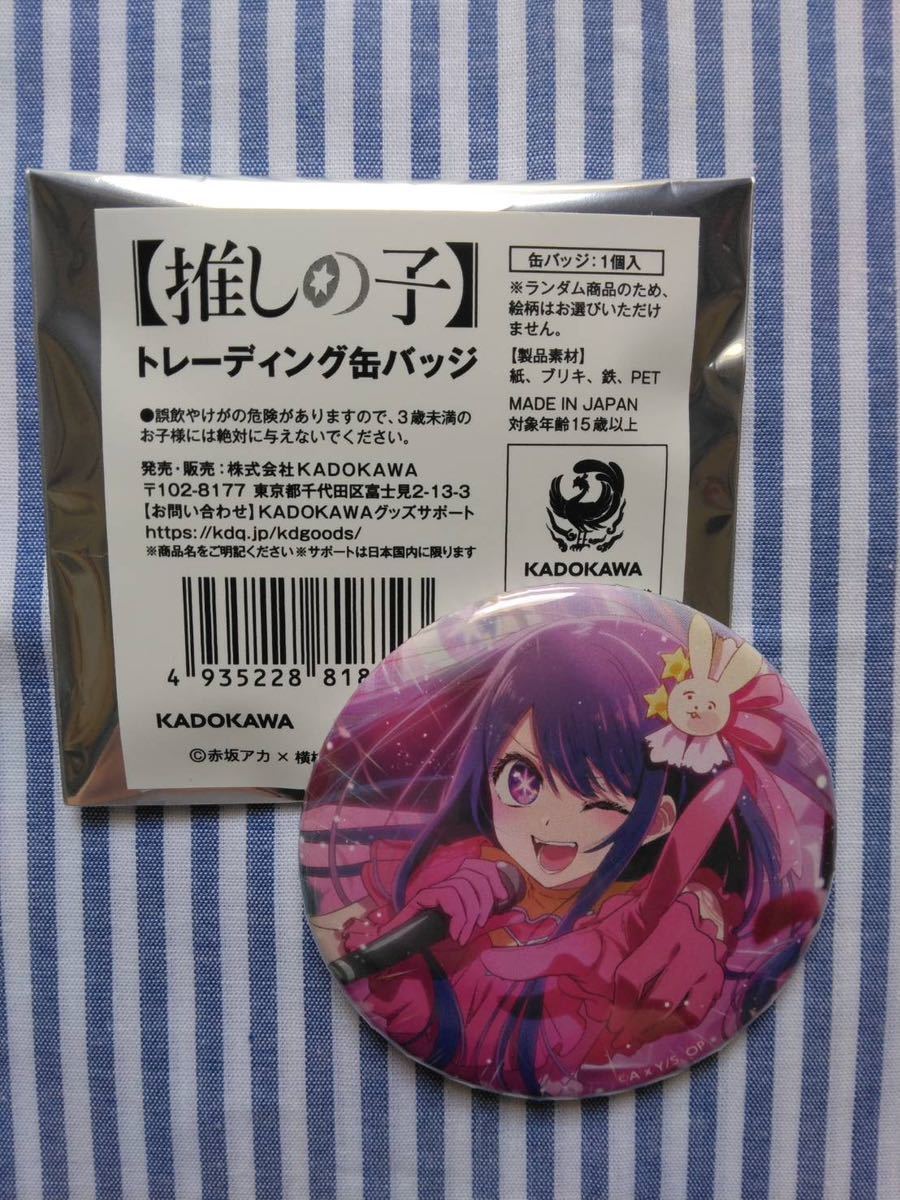 【推しの子】
トレーディング缶バッジ
●誤飲やけがの危険がありますので、3歳未満の
お子様には絶対に与えないでください。
発売・販売：株式会社KADOKAWA
〒102-8177 東京都千代田区富士見2-13-3
【お問い合わせ】KADOKAWAグッズサポート
https://kdq.jp/kdgoods/
※商品名をご明記ください※サポートは日本国内に限ります
4 935228 81
KADOKAWA
©赤坂アカ × 横
缶バッジ：1個入
※ランダム商品のため、
絵柄はお選びいただけ
ません。
【製品素材】
紙、ブリキ、鉄、PET
MADE IN JAPAN
対象年齢15歳以上
KADOKAWA
©A×Y/S, OP